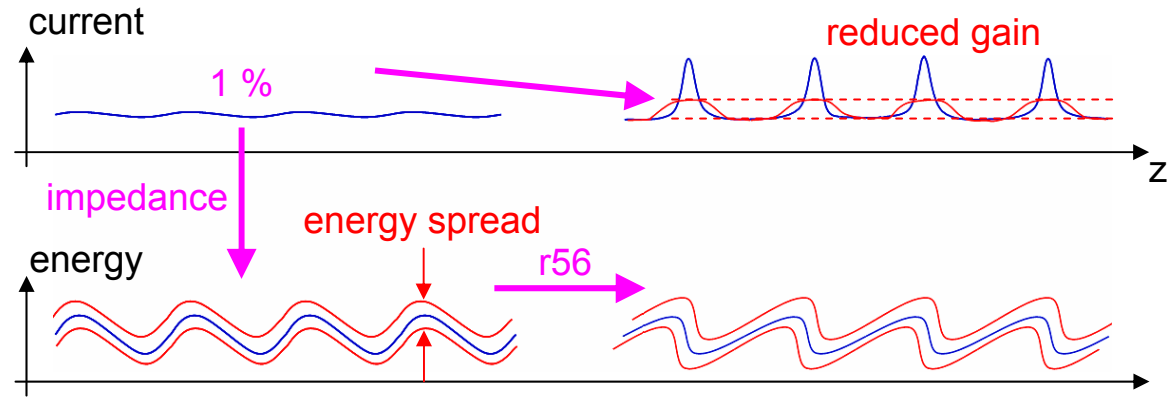 current
reduced gain
1 %
z
impedance
energy spread
energy
r56